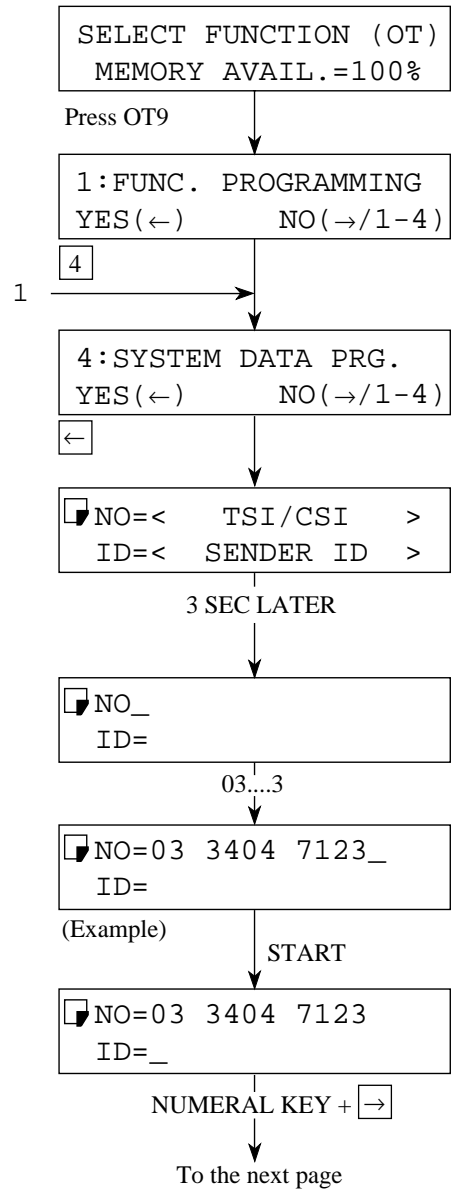 SELECT FUNCTION (OT)
MEMORY AVAIL.=100%
Press OT9
1:FUNC. PROGRAMMING
YES(←) NO(→/1-4)
4
1
4:SYSTEM DATA PRG.
YES(←) NO(→/1-4)
←
NO=< TSI/CSI >
ID=< SENDER ID >
3 SEC LATER
NO_
ID=
03....3
NO=03 3404 7123_
ID=
(Example)
START
NO=03 3404 7123
ID=_
NUMERAL KEY + →
To the next page